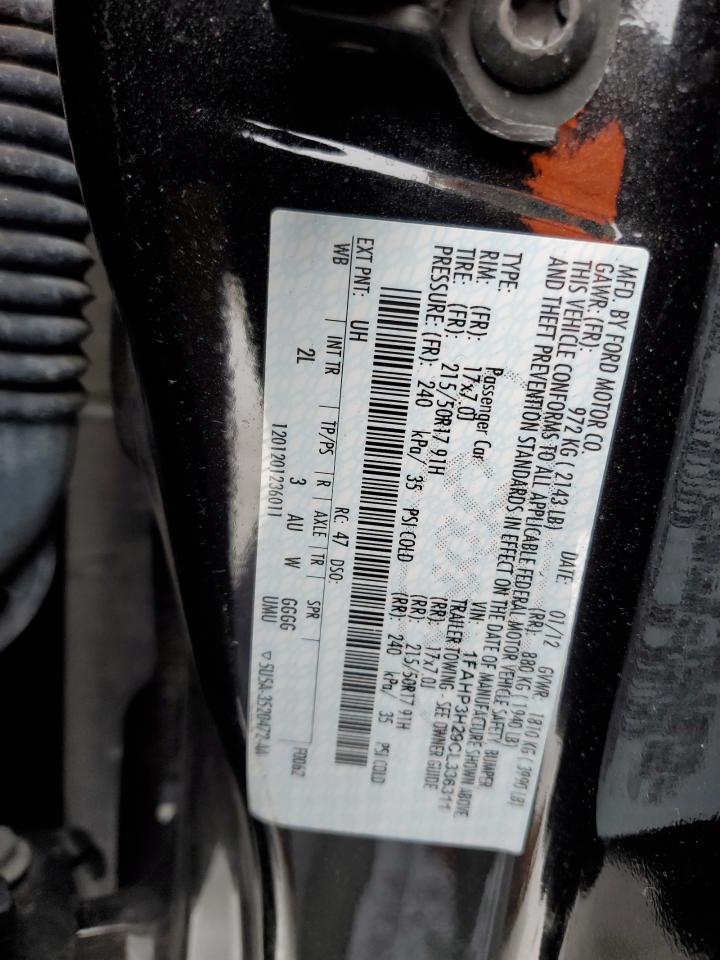 MFD. BY FORD MOTOR CO.
DATE: 01/12 GVWR: 1810 KG ( 3990 LB)
GAWR: (FR): 972 KG ( 2143 LB) (RR): 880 KG ( 1940 LB)
THIS VEHICLE CONFORMS TO ALL APPLICABLE FEDERAL MOTOR VEHICLE SAFETY, BUMPER
AND THEFT PREVENTION STANDARDS IN EFFECT ON THE DATE OF MANUFACTURE SHOWN ABOVE
VIN: 1FAHP3H29CL336311
TYPE: Passenger Car TRAILER TOWING - SEE OWNER GUIDE
RIM: (FR): 17x7.0J (RR): 17x7.0J
TIRE: (FR): 215/50R17 91H (RR): 215/50R17 91H
PRESSURE: (FR): 240 kPa/ 35 PSI COLD (RR): 240 kPa/ 35 PSI COLD
EXT PNT: UH RC: 47 DSO:
WB INT TR TP/PS R AXLE TR SPR F0062
2L 3 AU W GGGG
1201201236011 UMU